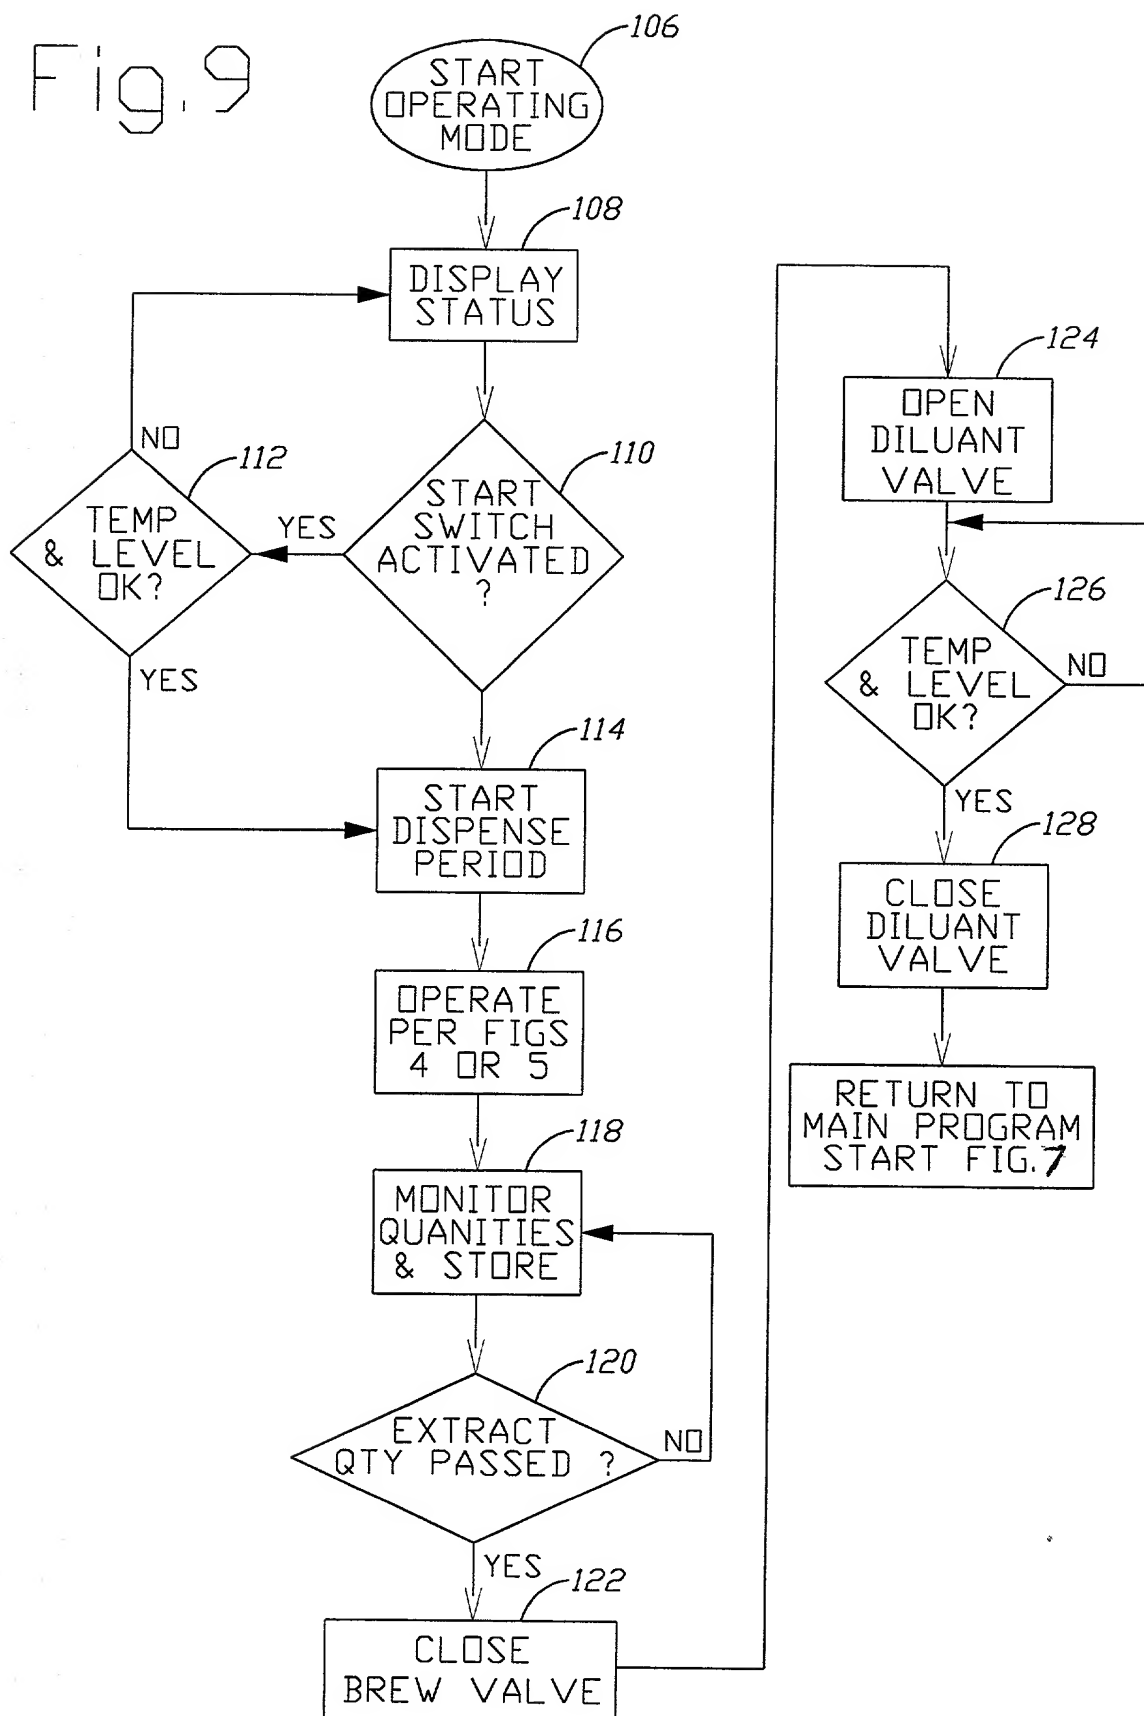 Fig.9
106
START
OPERATING
MODE
108
DISPLAY
STATUS
110
START
SWITCH
ACTIVATED
?
YES
112
TEMP
& LEVEL
OK?
NO
YES
114
START
DISPENSE
PERIOD
116
OPERATE
PER FIGS
4 OR 5
118
MONITOR
QUANITIES
& STORE
120
EXTRACT
QTY PASSED ?
NO
YES
122
CLOSE
BREW VALVE
124
OPEN
DILUANT
VALVE
126
TEMP
& LEVEL
OK?
NO
YES
128
CLOSE
DILUANT
VALVE
RETURN TO
MAIN PROGRAM
START FIG.7